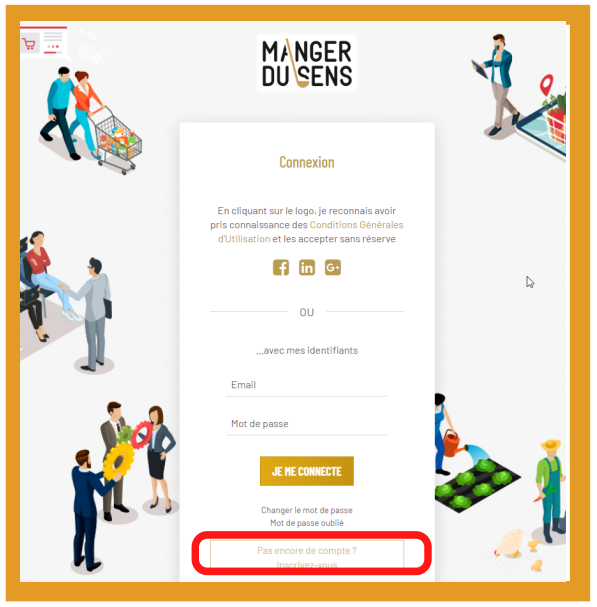 MANGER
DU SENS
Connexion
En cliquant sur le logo, je reconnais avoir
pris connaissance des Conditions Générales
d'Utilisation et les accepter sans réserve
f in G+
OU
...avec mes identifiants
Email
Mot de passe
JE ME CONNECTE
Changer le mot de passe
Mot de passe oublié
Pas encore de compte ?
Inscrivez-vous